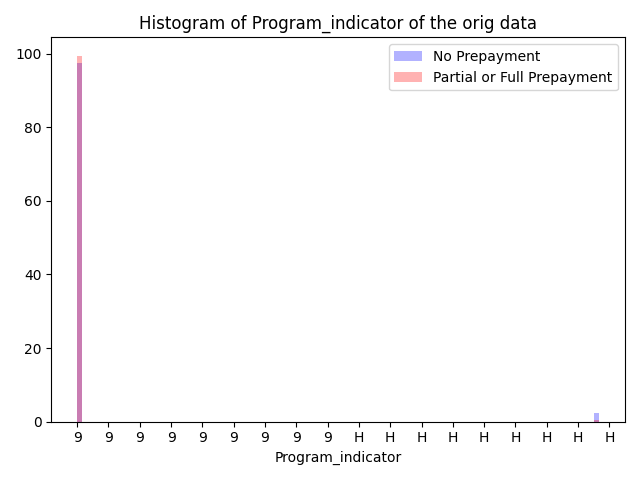 Histogram of Program_indicator of the orig data
No Prepayment
Partial or Full Prepayment
100
80
60
40
20
0
9 9 9 9 9 9 9 9 9 H H H H H H H H H
Program_indicator